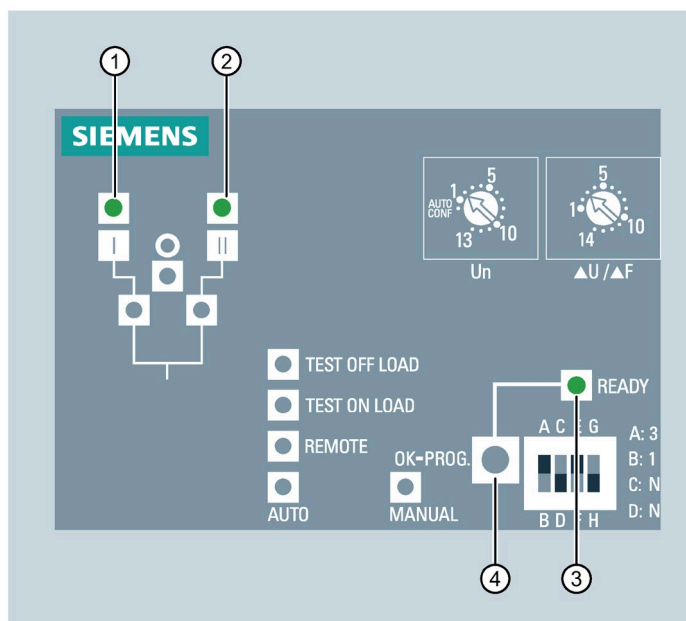 1 2
SIEMENS
I II
AUTO CONF 1 5 10 13
Un
1 5 10 14
▲U /▲F
TEST OFF LOAD
TEST ON LOAD
REMOTE
AUTO
MANUAL
OK-PROG.
READY
A C E G
B D F H
A: 3
B: 1
C: N
D: N
4 3